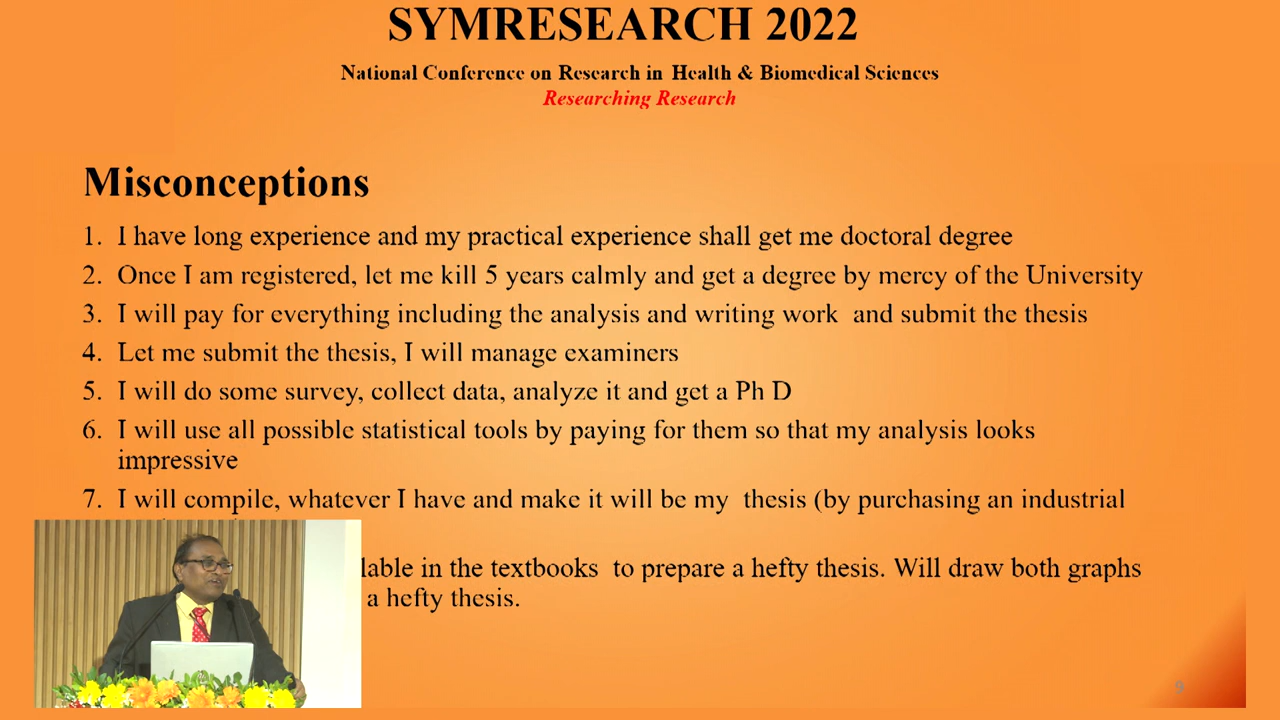 SYMRESEARCH 2022
National Conference on Research in Health & Biomedical Sciences
Researching Research
Misconceptions
1. I have long experience and my practical experience shall get me doctoral degree
2. Once I am registered, let me kill 5 years calmly and get a degree by mercy of the University
3. I will pay for everything including the analysis and writing work and submit the thesis
4. Let me submit the thesis, I will manage examiners
5. I will do some survey, collect data, analyze it and get a Ph D
6. I will use all possible statistical tools by paying for them so that my analysis looks
impressive
7. I will compile, whatever I have and make it will be my thesis (by purchasing an industrial
lable in the textbooks to prepare a hefty thesis. Will draw both graphs
a hefty thesis.
9